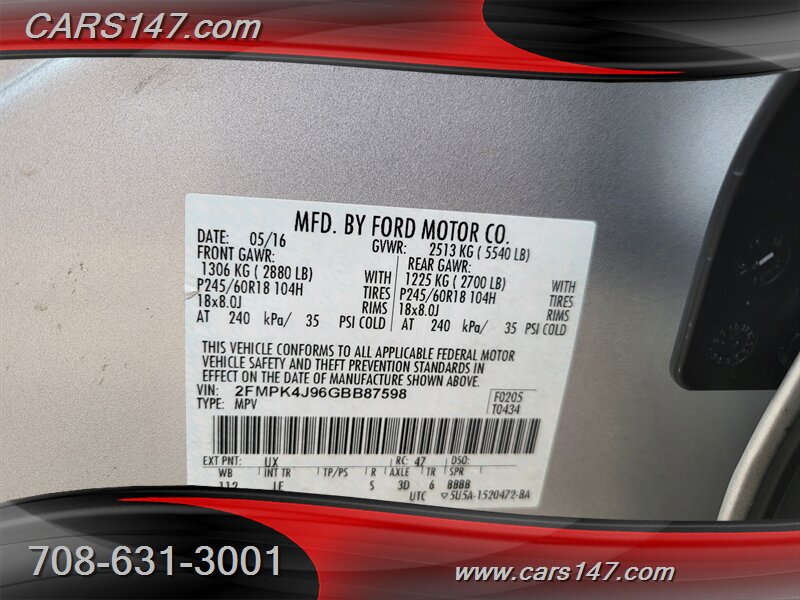 CARS147.com
MFD. BY FORD MOTOR CO.
DATE: 05/16 GVWR: 2513 KG ( 5540 LB)
FRONT GAWR: REAR GAWR:
1306 KG ( 2880 LB) WITH 1225 KG ( 2700 LB) WITH
P245/60R18 104H TIRES P245/60R18 104H TIRES
18x8.0J RIMS 18x8.0J RIMS
AT 240 kPa/ 35 PSI COLD AT 240 kPa/ 35 PSI COLD
THIS VEHICLE CONFORMS TO ALL APPLICABLE FEDERAL MOTOR
VEHICLE SAFETY AND THEFT PREVENTION STANDARDS IN
EFFECT ON THE DATE OF MANUFACTURE SHOWN ABOVE.
VIN: 2FMPK4J96GBB87598 F0205
TYPE: MPV T0434
EXT PNT: UX RC: 47 DSO:
WB INT TR TP/PS R AXLE TR SPR
112 LF S 3D 6 BBBB
UTC 5U5A-1520472-BA
708-631-3001
www.cars147.com